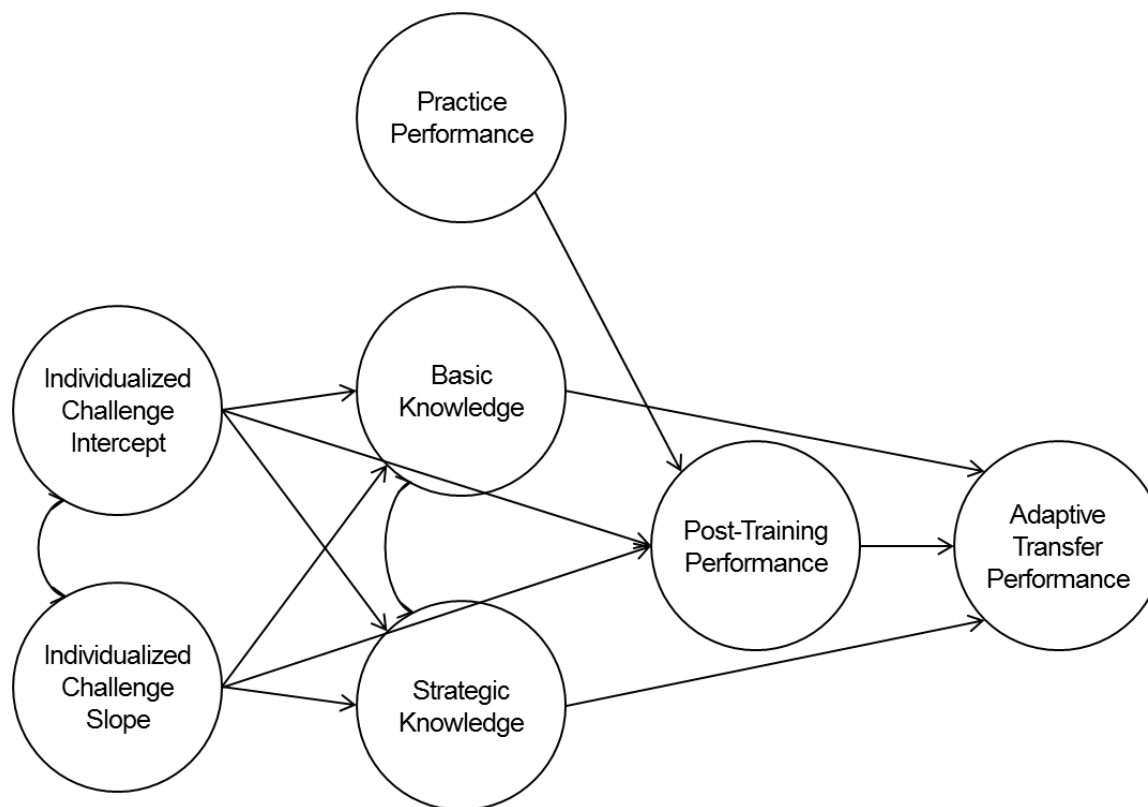 Practice
Performance
Individualized
Challenge
Intercept
Basic
Knowledge
Post-Training
Performance
Adaptive
Transfer
Performance
Individualized
Challenge
Slope
Strategic
Knowledge